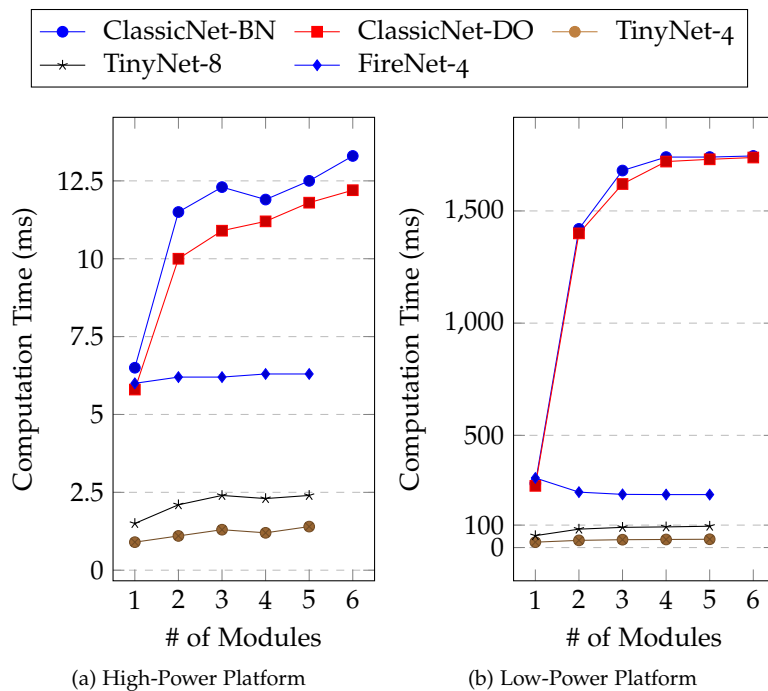 ClassicNet-BN ClassicNet-DO TinyNet-4
TinyNet-8 FireNet-4
Computation Time (ms)
12.5
10
7.5
5
2.5
0
1 2 3 4 5 6
# of Modules
(a) High-Power Platform
Computation Time (ms)
1,500
1,000
500
100
0
1 2 3 4 5 6
# of Modules
(b) Low-Power Platform